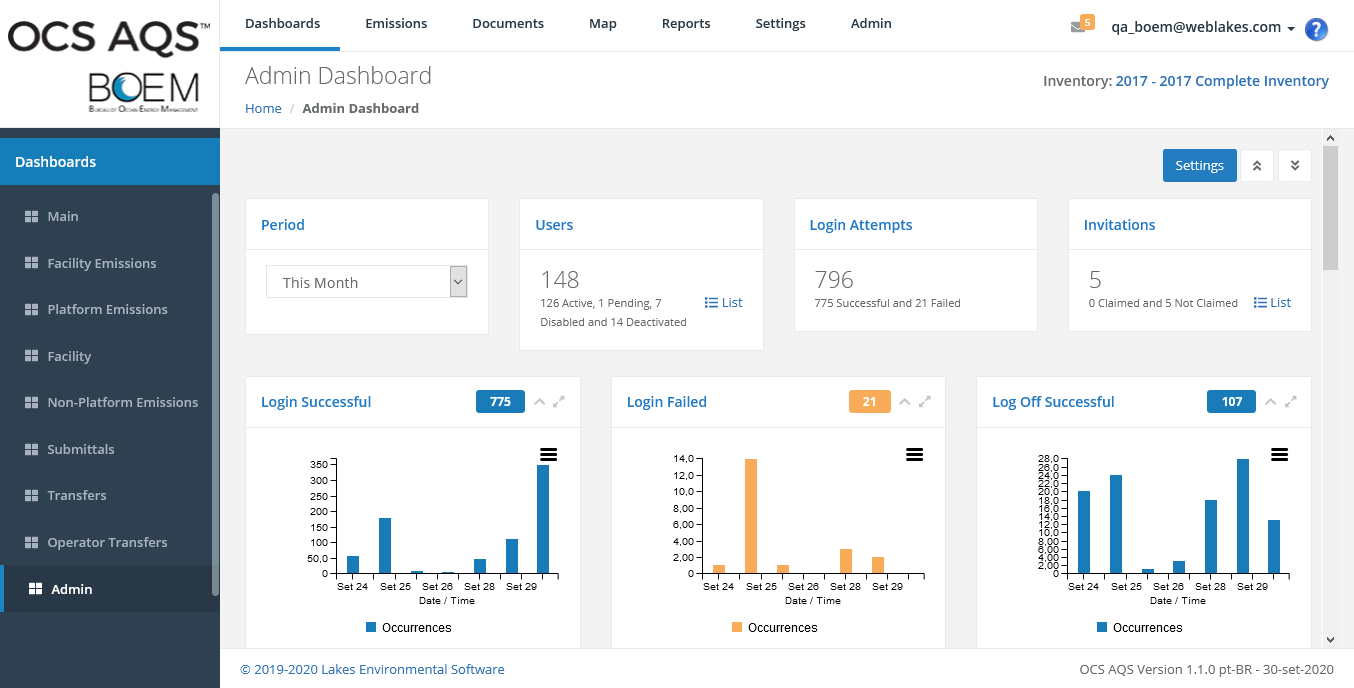 OCS AQS™
BOEM
BUREAU OF OCEAN ENERGY MANAGEMENT
Dashboards Emissions Documents Map Reports Settings Admin
5
qa_boem@weblakes.com
?
Admin Dashboard
Home / Admin Dashboard
Inventory: 2017 - 2017 Complete Inventory
Dashboards
Main
Facility Emissions
Platform Emissions
Facility
Non-Platform Emissions
Submittals
Transfers
Operator Transfers
Admin
Settings
Period
This Month
Users
148
126 Active, 1 Pending, 7
Disabled and 14 Deactivated
List
Login Attempts
796
775 Successful and 21 Failed
Invitations
5
0 Claimed and 5 Not Claimed
List
Login Successful
775
350
300
250
200
150
100
50,0
0
Set 24 Set 25 Set 26 Set 28 Set 29
Date / Time
Occurrences
Login Failed
21
14,0
12,0
10,0
8,00
6,00
4,00
2,00
0
Set 24 Set 25 Set 26 Set 28 Set 29
Date / Time
Occurrences
Log Off Successful
107
28,0
26,0
24,0
22,0
20,0
18,0
16,0
14,0
12,0
10,0
8,00
6,00
4,00
2,00
0
Set 24 Set 25 Set 26 Set 28 Set 29
Date / Time
Occurrences
© 2019-2020 Lakes Environmental Software
OCS AQS Version 1.1.0 pt-BR - 30-set-2020